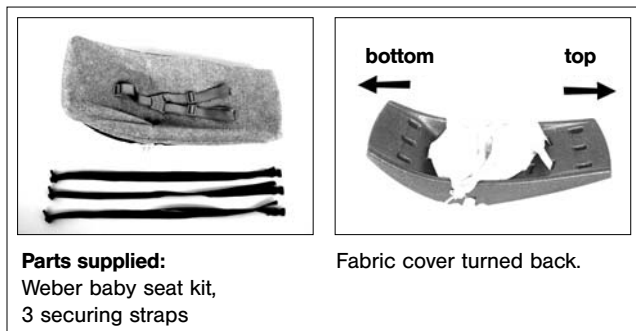 bottom
top
Parts supplied:
Weber baby seat kit,
3 securing straps
Fabric cover turned back.